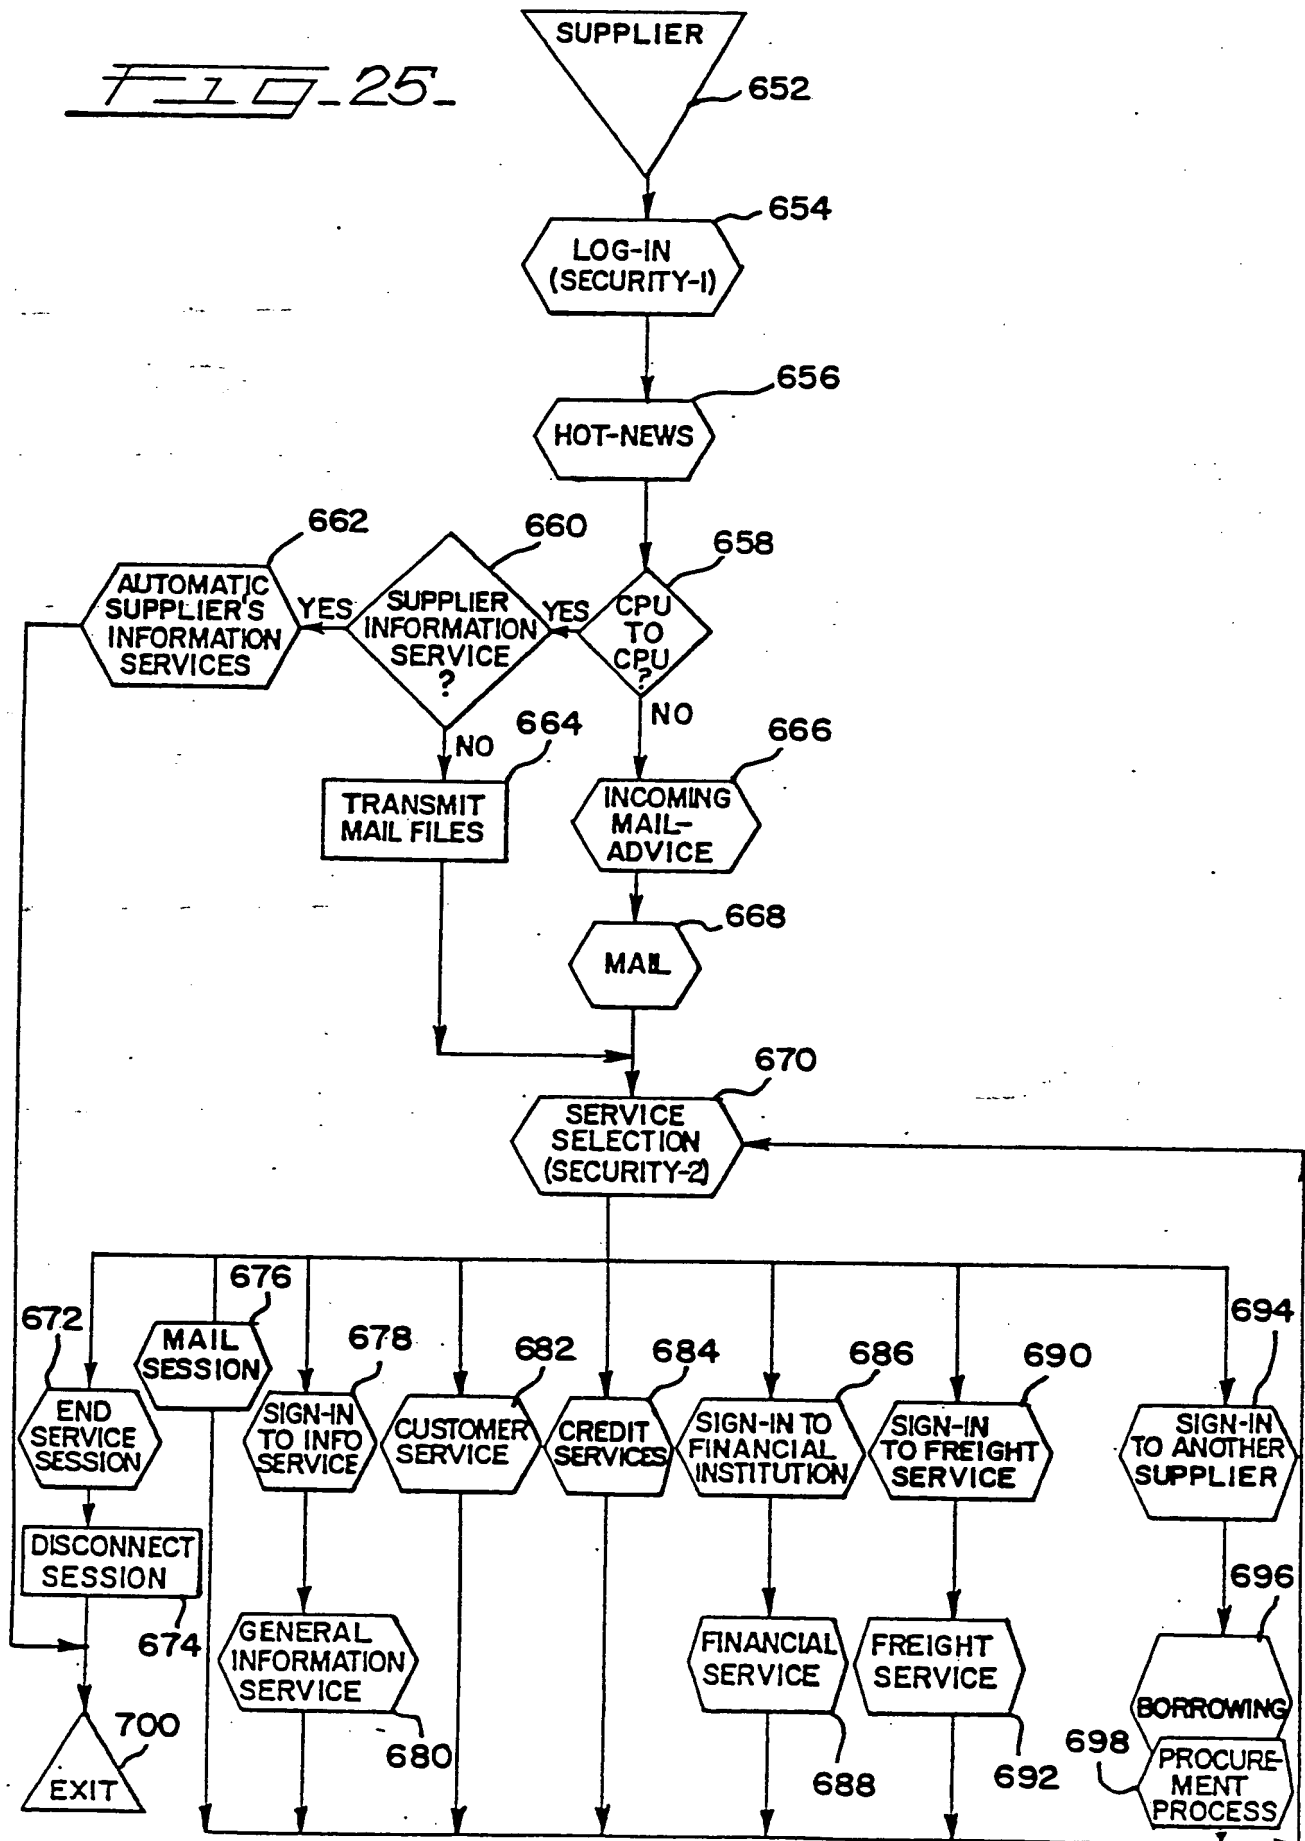 SUPPLIER
FIG-25-
652
654
LOG-IN
(SECURITY-1)
656
HOT-NEWS
662
660
658
AUTOMATIC
SUPPLIER'S
INFORMATION
SERVICES
YES
SUPPLIER
INFORMATION
SERVICE
?
YES
CPU
TO
CPU
?
NO
NO
664
666
TRANSMIT
MAIL FILES
INCOMING
MAIL-
ADVICE
668
MAIL
670
SERVICE
SELECTION
(SECURITY-2)
672
676
678
682
684
686
690
694
END
SERVICE
SESSION
MAIL
SESSION
SIGN-IN
TO INFO
SERVICE
CUSTOMER
SERVICE
CREDIT
SERVICES
SIGN-IN TO
FINANCIAL
INSTITUTION
SIGN-IN
TO FREIGHT
SERVICE
SIGN-IN
TO ANOTHER
SUPPLIER
DISCONNECT
SESSION
674
GENERAL
INFORMATION
SERVICE
680
FINANCIAL
SERVICE
688
FREIGHT
SERVICE
692
696
BORROWING
698
PROCURE-
MENT
PROCESS
700
EXIT